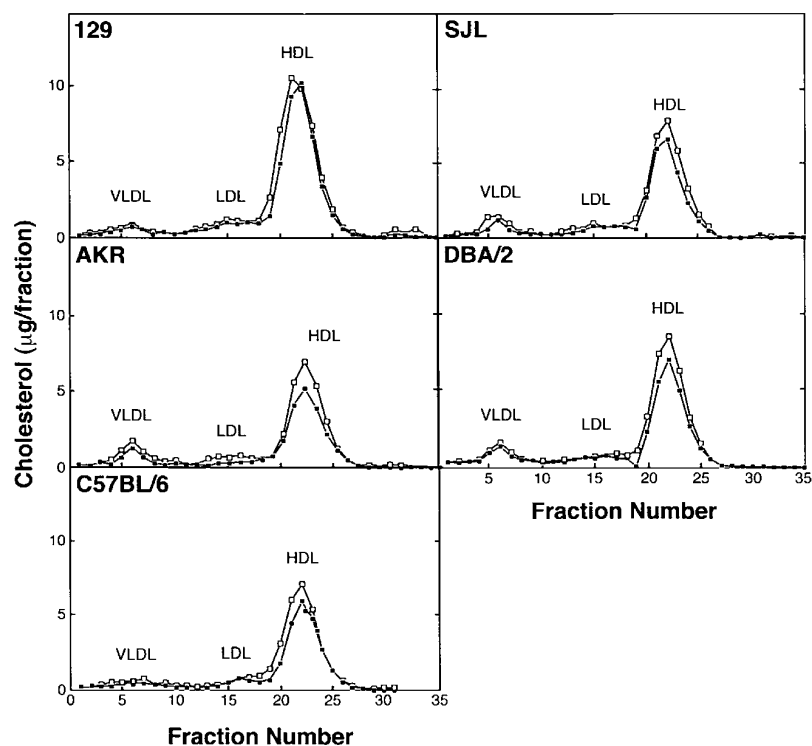 129
HDL
VLDL
LDL
10
5
0
SJL
HDL
VLDL
LDL
AKR
HDL
VLDL
LDL
10
5
0
DBA/2
HDL
VLDL
LDL
5 10 15 20 25 30 35
Fraction Number
C57BL/6
HDL
VLDL
LDL
10
5
0
0 5 10 15 20 25 30 35
Fraction Number
Cholesterol (μg/fraction)